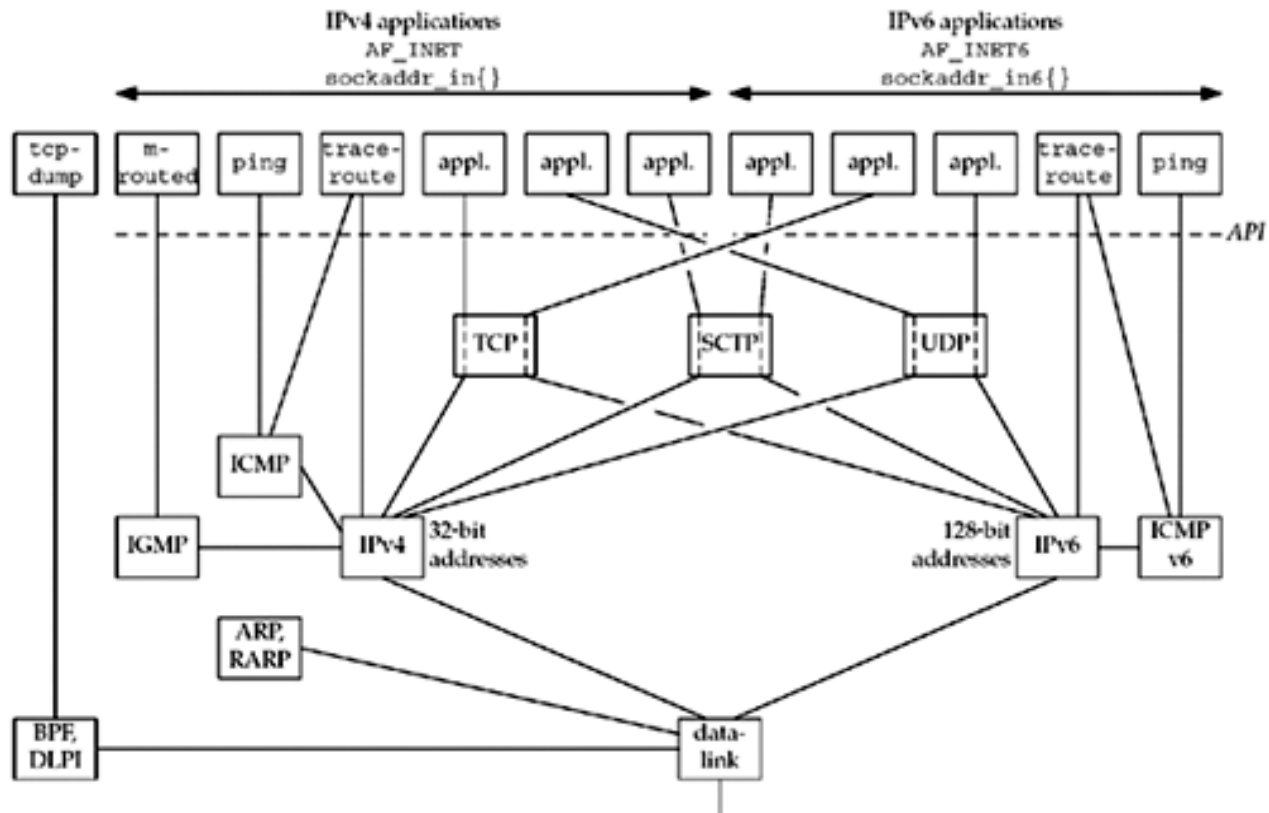 IPv4 applications
AF_INET
sockaddr_in{}
IPv6 applications
AF_INET6
sockaddr_in6{}
tcp-
dump
m-
routed
ping
trace-
route
appl.
appl.
appl.
appl.
appl.
appl.
trace-
route
ping
API
TCP
SCTP
UDP
ICMP
IGMP
IPv4
32-bit
addresses
128-bit
addresses
IPv6
ICMP
v6
ARP,
RARP
BPF,
DLPI
data-
link